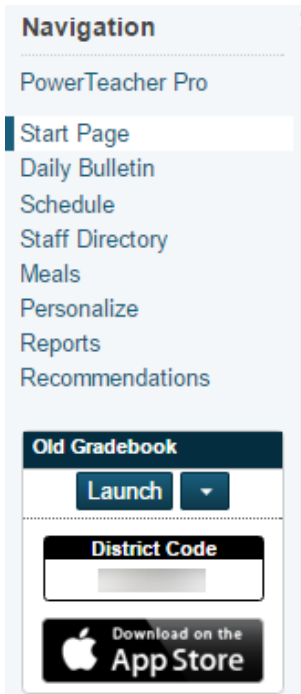 Navigation
PowerTeacher Pro
Start Page
Daily Bulletin
Schedule
Staff Directory
Meals
Personalize
Reports
Recommendations
Old Gradebook
Launch
District Code
Download on the
App Store